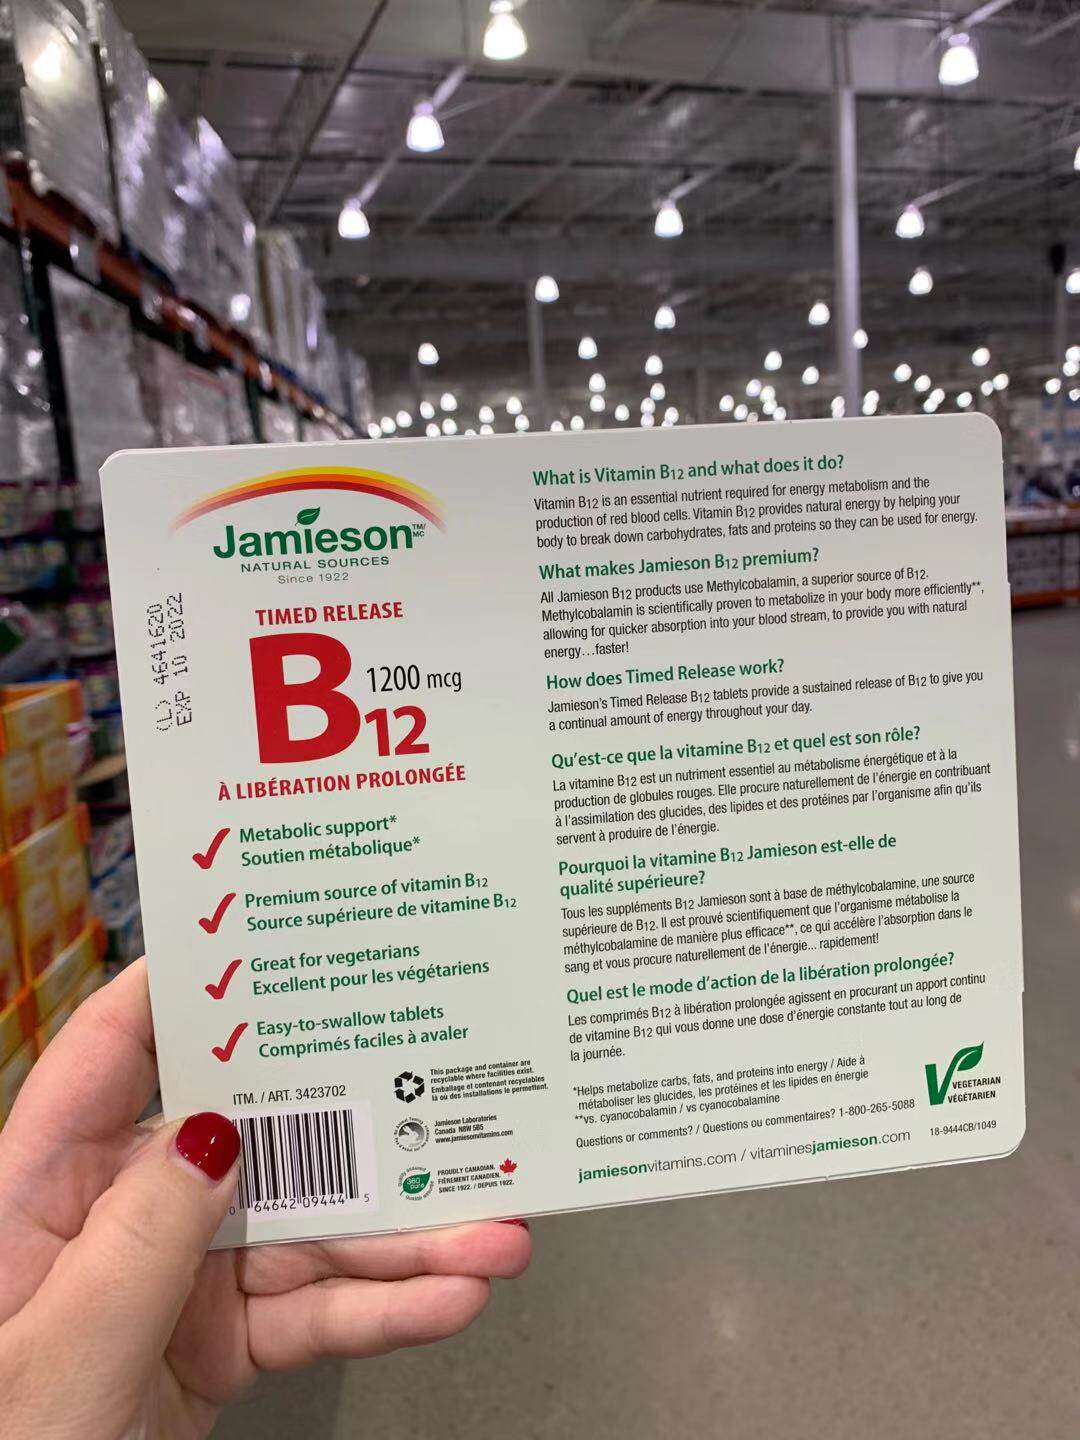 Jamieson TM/MC
NATURAL SOURCES
Since 1922
(L) 4641620
EXP 10 2022
TIMED RELEASE
B12 1200 mcg
À LIBÉRATION PROLONGÉE
Metabolic support*
Soutien métabolique*
Premium source of vitamin B12
Source supérieure de vitamine B12
Great for vegetarians
Excellent pour les végétariens
Easy-to-swallow tablets
Comprimés faciles à avaler
ITM. / ART. 3423702
0 64642 09444 5
This package and container are
recyclable where facilities exist.
Emballage et contenant recyclables
là où des installations le permettent.
Jamieson Laboratories
Canada N8W 5B5
www.jamiesonvitamins.com
360
pure
PROUDLY CANADIAN.
FIÈREMENT CANADIEN.
SINCE 1922. / DEPUIS 1922.
What is Vitamin B12 and what does it do?
Vitamin B12 is an essential nutrient required for energy metabolism and the
production of red blood cells. Vitamin B12 provides natural energy by helping your
body to break down carbohydrates, fats and proteins so they can be used for energy.
What makes Jamieson B12 premium?
All Jamieson B12 products use Methylcobalamin, a superior source of B12.
Methylcobalamin is scientifically proven to metabolize in your body more efficiently**,
allowing for quicker absorption into your blood stream, to provide you with natural
energy…faster!
How does Timed Release work?
Jamieson's Timed Release B12 tablets provide a sustained release of B12 to give you
a continual amount of energy throughout your day.
Qu'est-ce que la vitamine B12 et quel est son rôle?
La vitamine B12 est un nutriment essentiel au métabolisme énergétique et à la
production de globules rouges. Elle procure naturellement de l'énergie en contribuant
à l'assimilation des glucides, des lipides et des protéines par l'organisme afin qu'ils
servent à produire de l'énergie.
Pourquoi la vitamine B12 Jamieson est-elle de
qualité supérieure?
Tous les suppléments B12 Jamieson sont à base de méthylcobalamine, une source
supérieure de B12. Il est prouvé scientifiquement que l'organisme métabolise la
méthylcobalamine de manière plus efficace**, ce qui accélère l'absorption dans le
sang et vous procure naturellement de l'énergie... rapidement!
Quel est le mode d'action de la libération prolongée?
Les comprimés B12 à libération prolongée agissent en procurant un apport continu
de vitamine B12 qui vous donne une dose d'énergie constante tout au long de
la journée.
*Helps metabolize carbs, fats, and proteins into energy / Aide à
métaboliser les glucides, les protéines et les lipides en énergie
**vs. cyanocobalamin / vs cyanocobalamine
Questions or comments? / Questions ou commentaires? 1-800-265-5088
jamiesonvitamins.com / vitaminesjamieson.com
VEGETARIAN
VÉGÉTARIEN
18-9444CB/1049